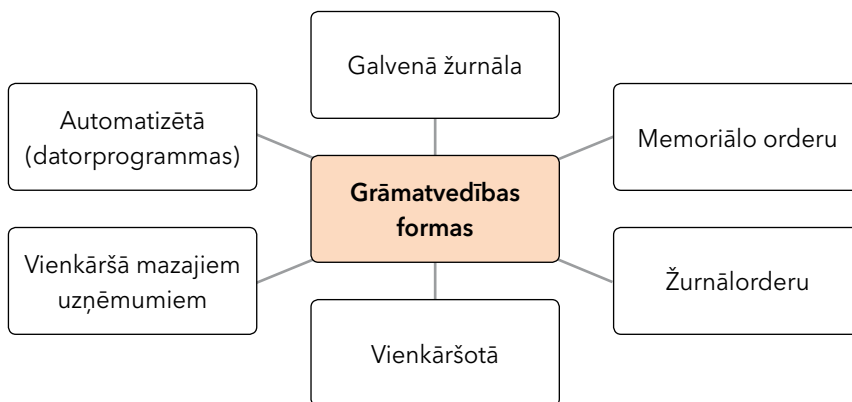 Galvenā žurnāla
Automatizētā
(datorprogrammas)
Memoriālo orderu
Grāmatvedības
formas
Vienkāršā mazajiem
uzņēmumiem
Žurnālorderu
Vienkāršotā